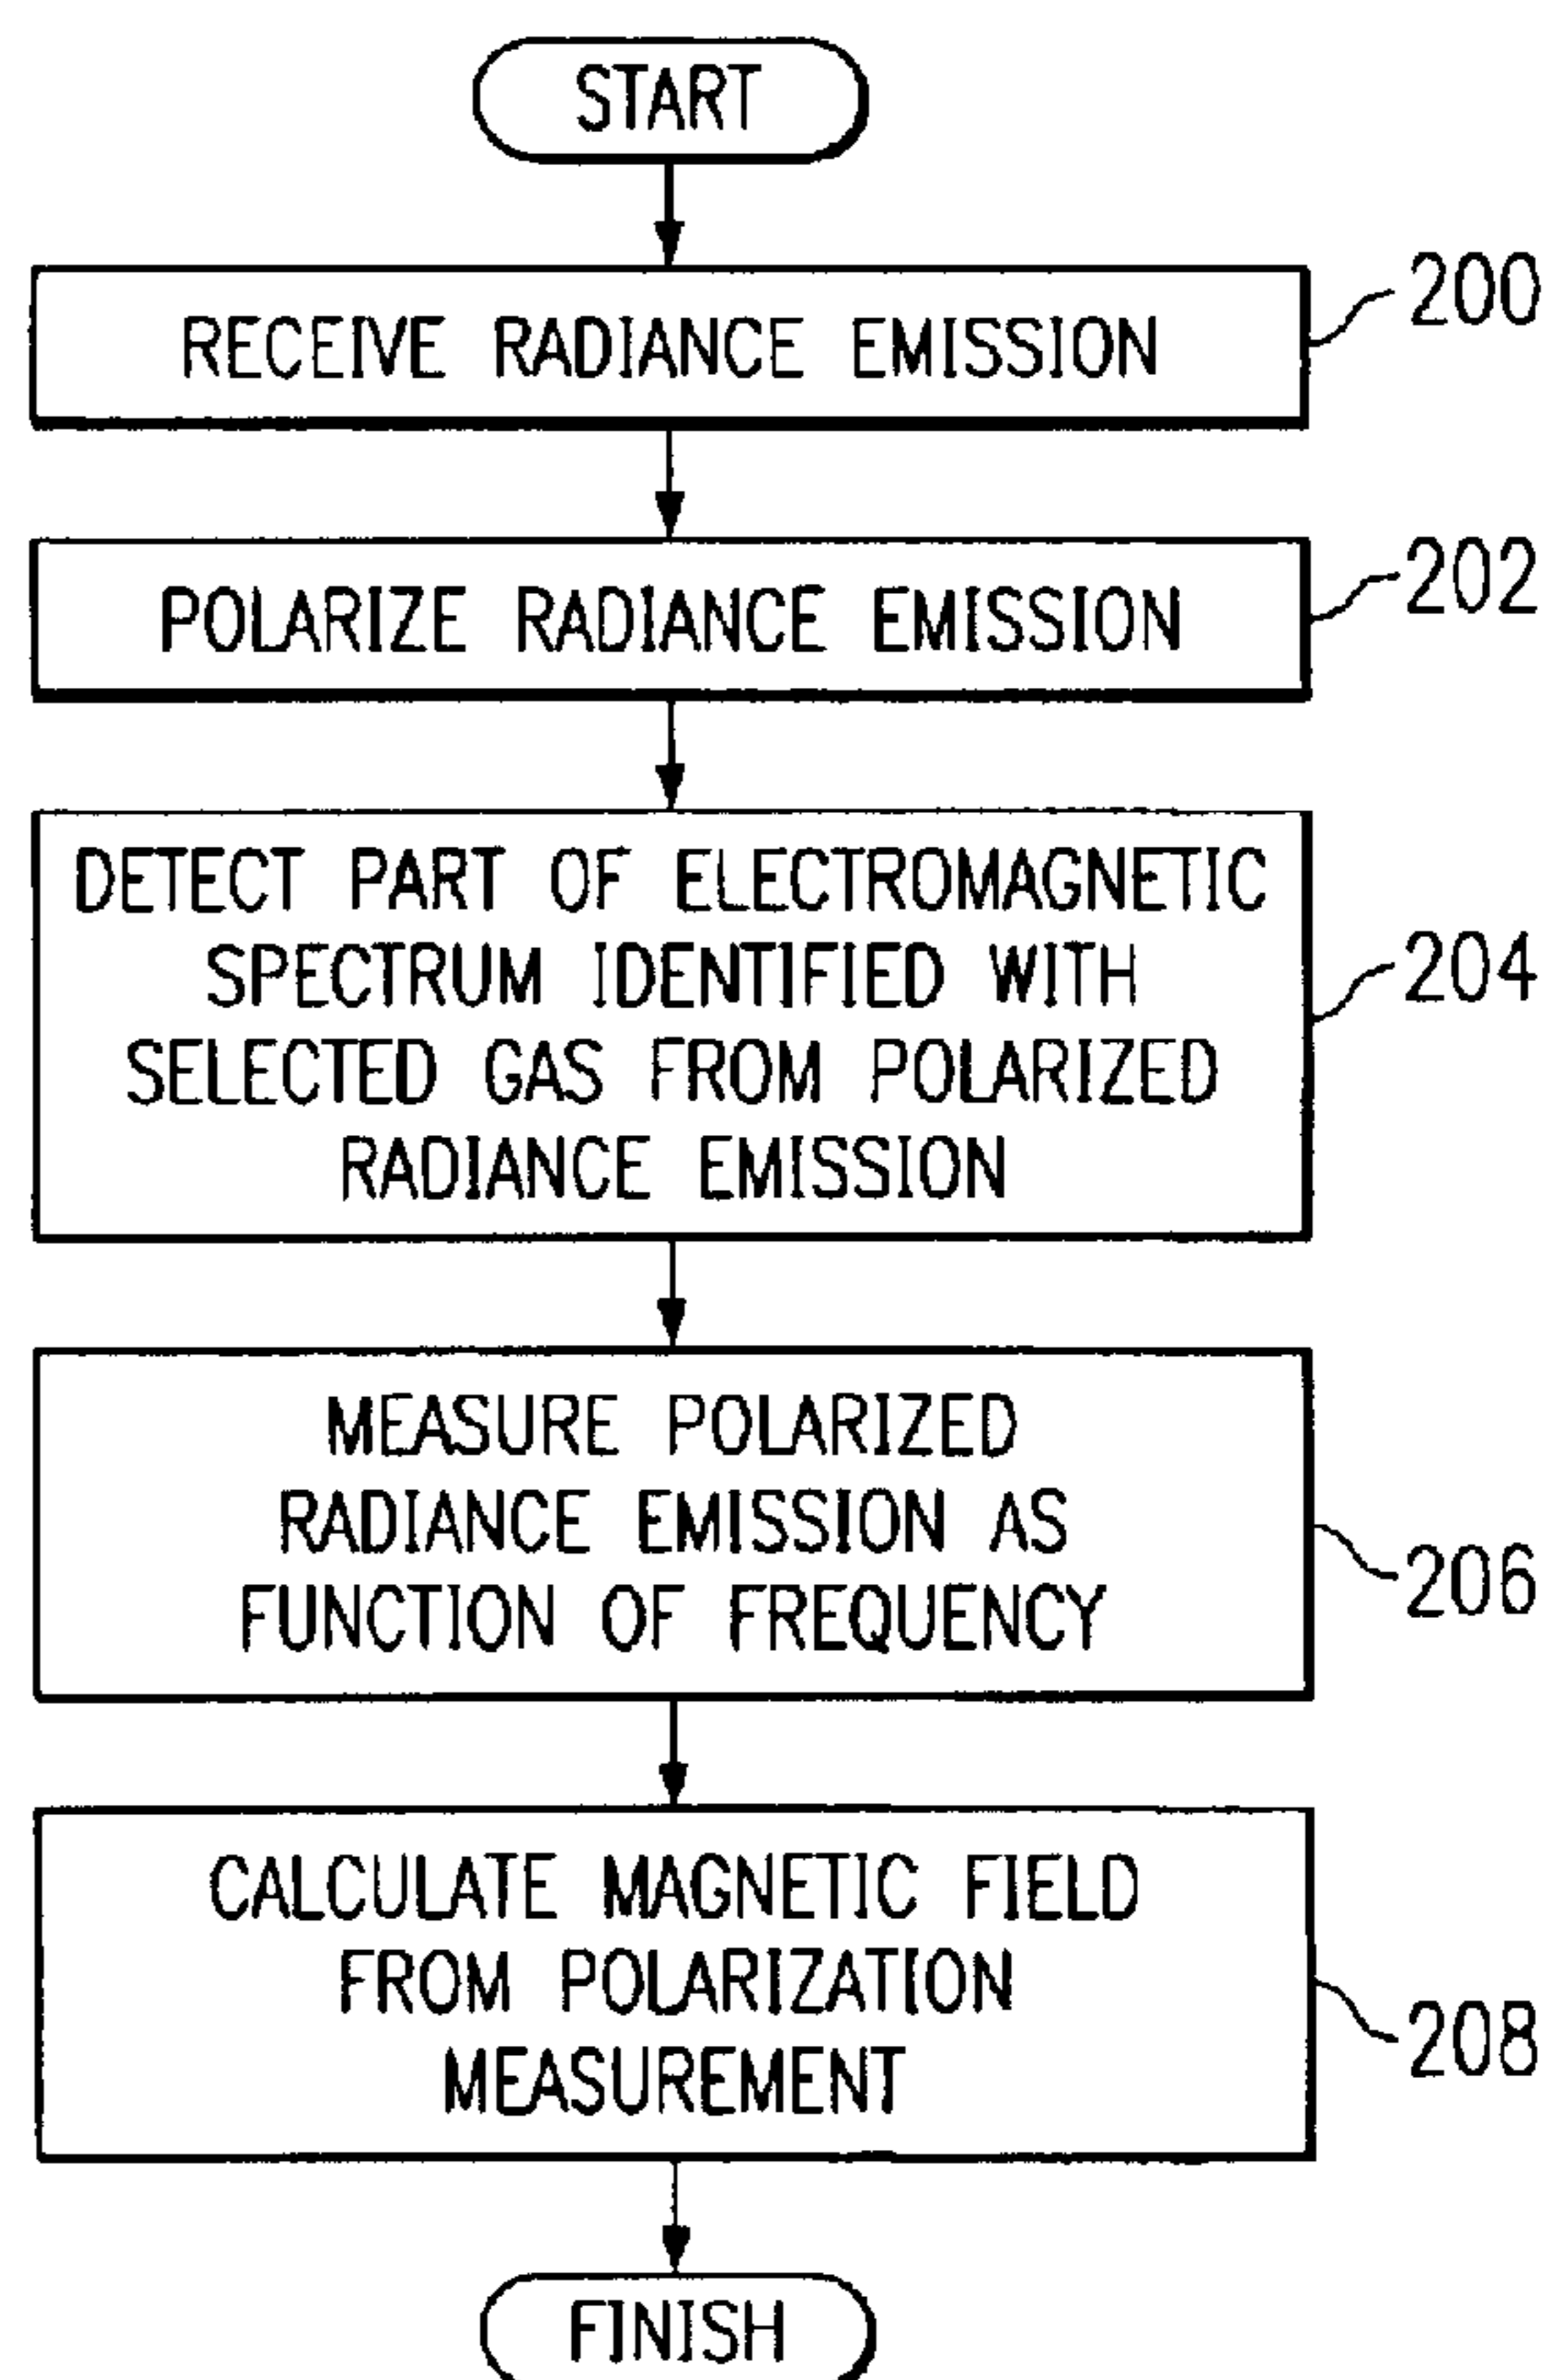 START
RECEIVE RADIANCE EMISSION
200
POLARIZE RADIANCE EMISSION
202
DETECT PART OF ELECTROMAGNETIC
SPECTRUM IDENTIFIED WITH
SELECTED GAS FROM POLARIZED
RADIANCE EMISSION
204
MEASURE POLARIZED
RADIANCE EMISSION AS
FUNCTION OF FREQUENCY
206
CALCULATE MAGNETIC FIELD
FROM POLARIZATION
MEASUREMENT
208
FINISH